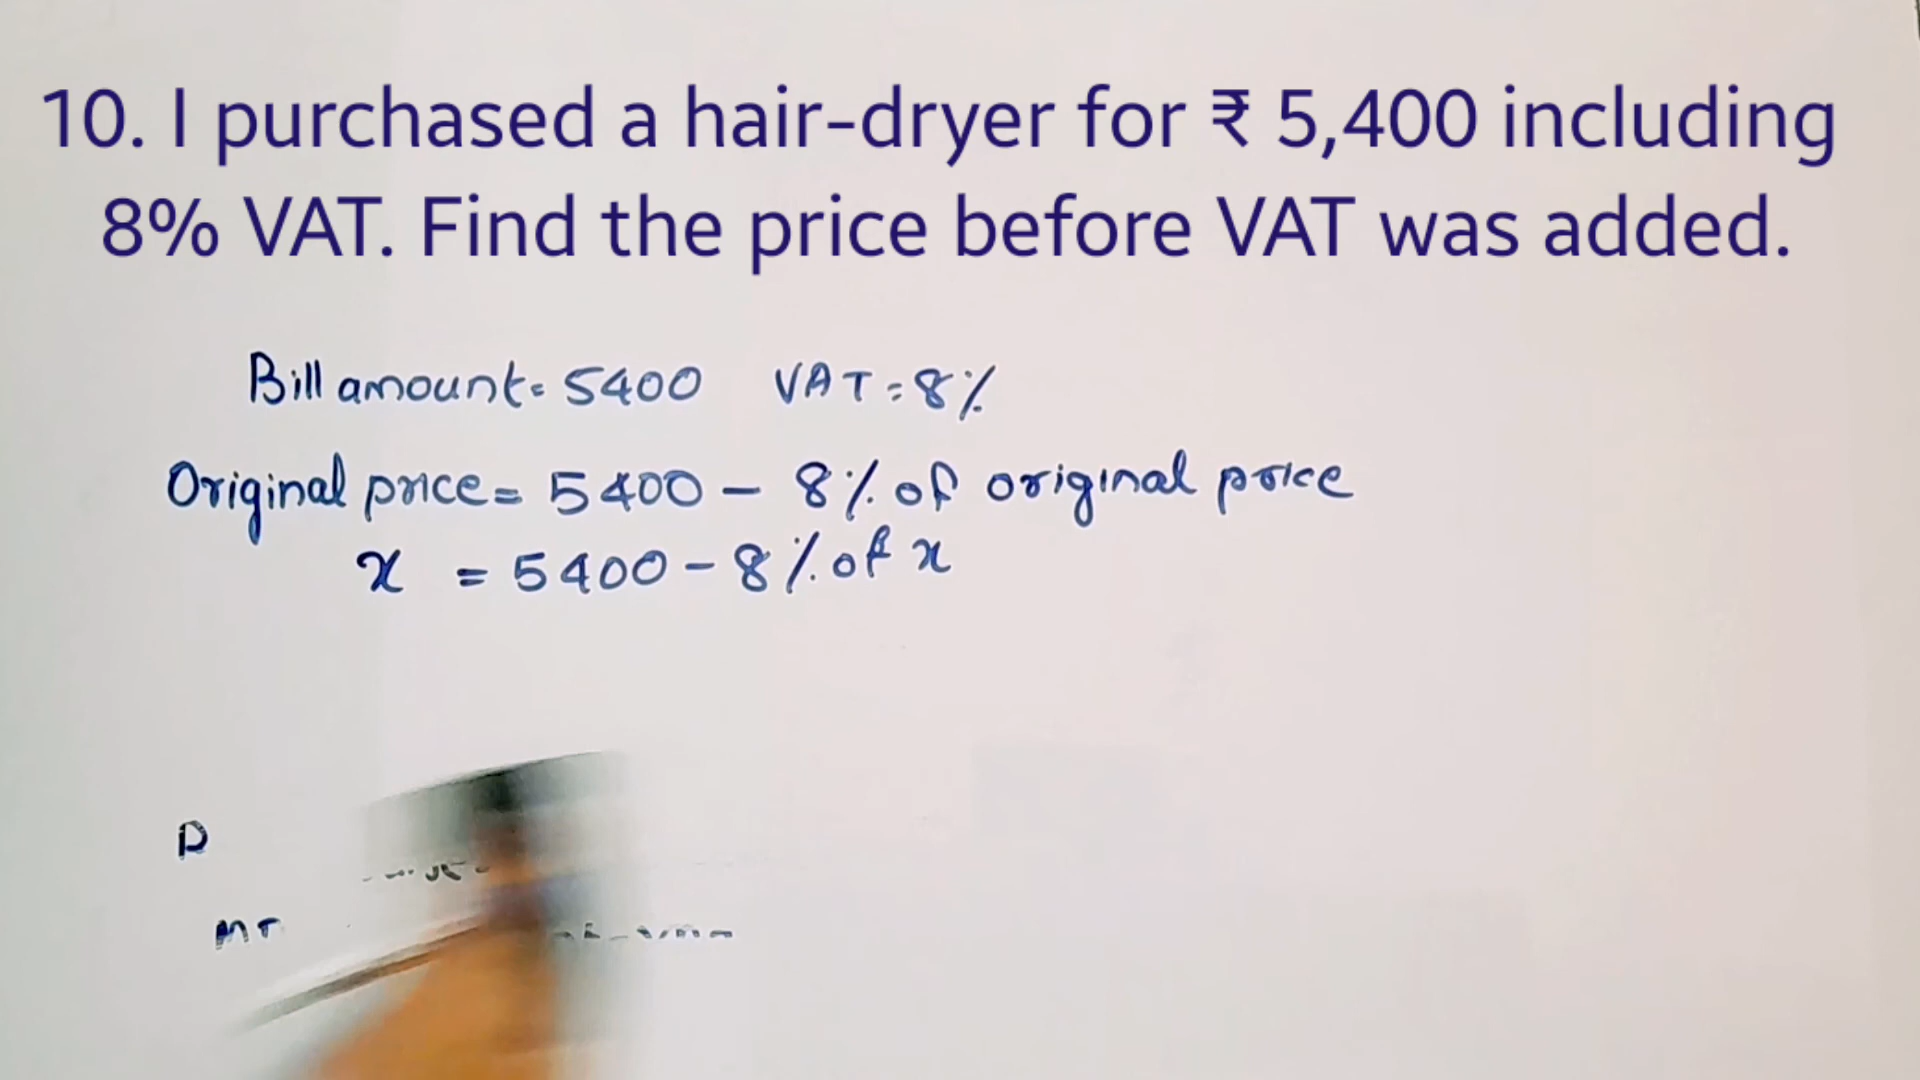 10. I purchased a hair-dryer for ₹ 5,400 including
8% VAT. Find the price before VAT was added.
Bill amount = 5400 VAT = 8%
Original price = 5400 - 8% of original price
x = 5400 - 8% of x